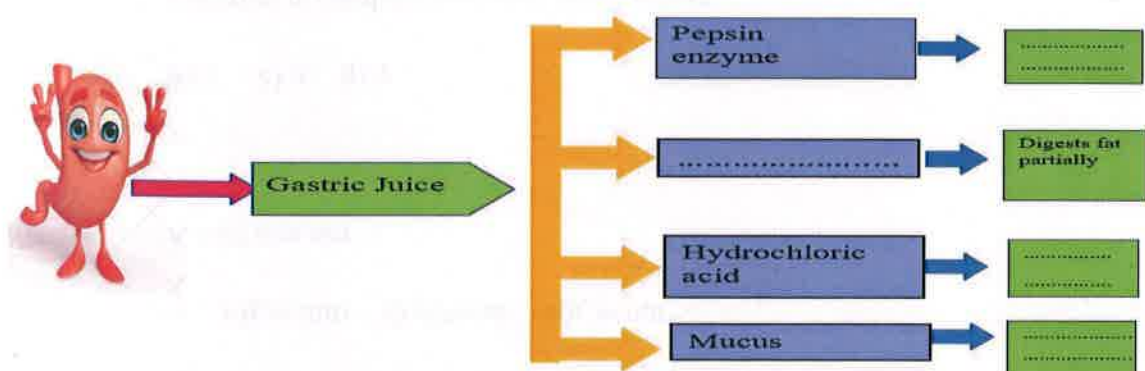 Pepsin
enzyme
....................
....................
Gastric Juice
............................
Digests fat
partially
Hydrochloric
acid
....................
....................
Mucus
....................
....................